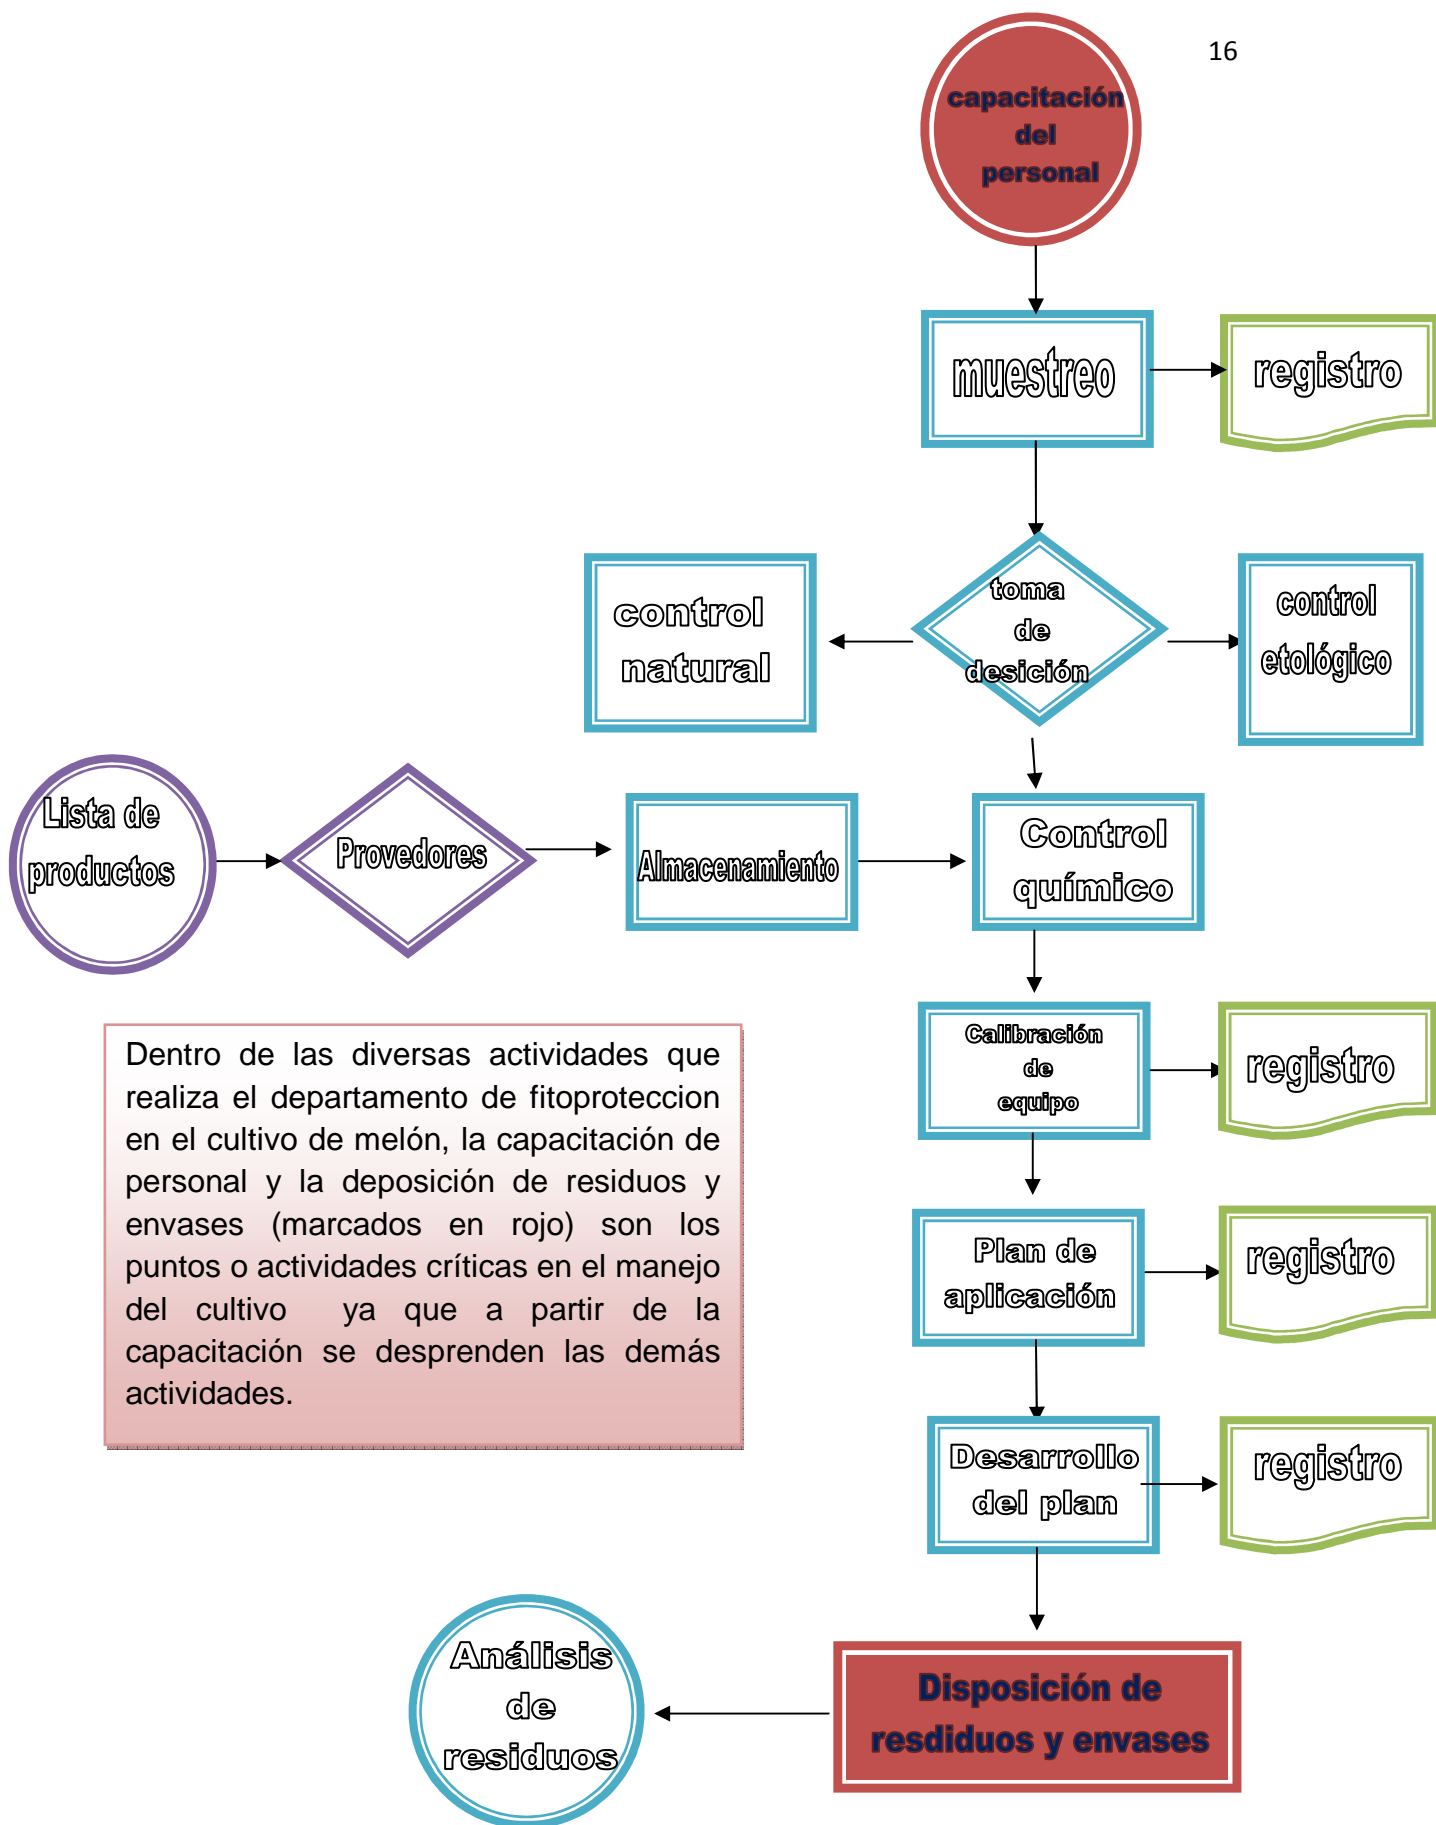 16
capacitación
del
personal
muestreo
registro
toma
de
desición
control
natural
control
etológico
Lista de
productos
Provedores
Almacenamiento
Control
químico
Calibración
de
equipo
registro
Dentro de las diversas actividades que
realiza el departamento de fitoproteccion
en el cultivo de melón, la capacitación de
personal y la deposición de residuos y
envases (marcados en rojo) son los
puntos o actividades críticas en el manejo
del cultivo ya que a partir de la
capacitación se desprenden las demás
actividades.
Plan de
aplicación
registro
Desarrollo
del plan
registro
Disposición de
resdiduos y envases
Análisis
de
residuos